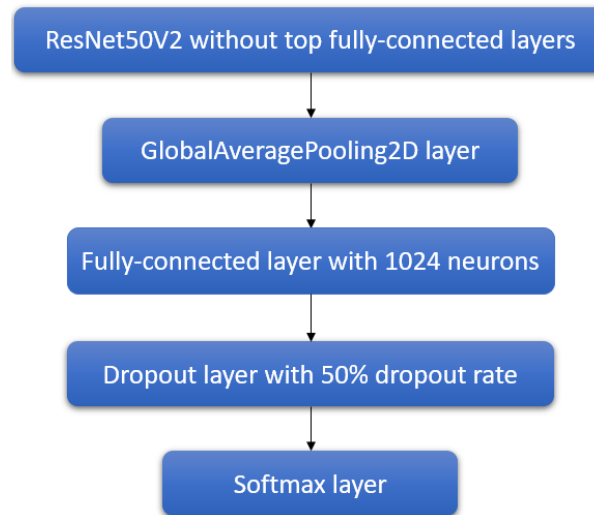 ResNet50V2 without top fully-connected layers
GlobalAveragePooling2D layer
Fully-connected layer with 1024 neurons
Dropout layer with 50% dropout rate
Softmax layer